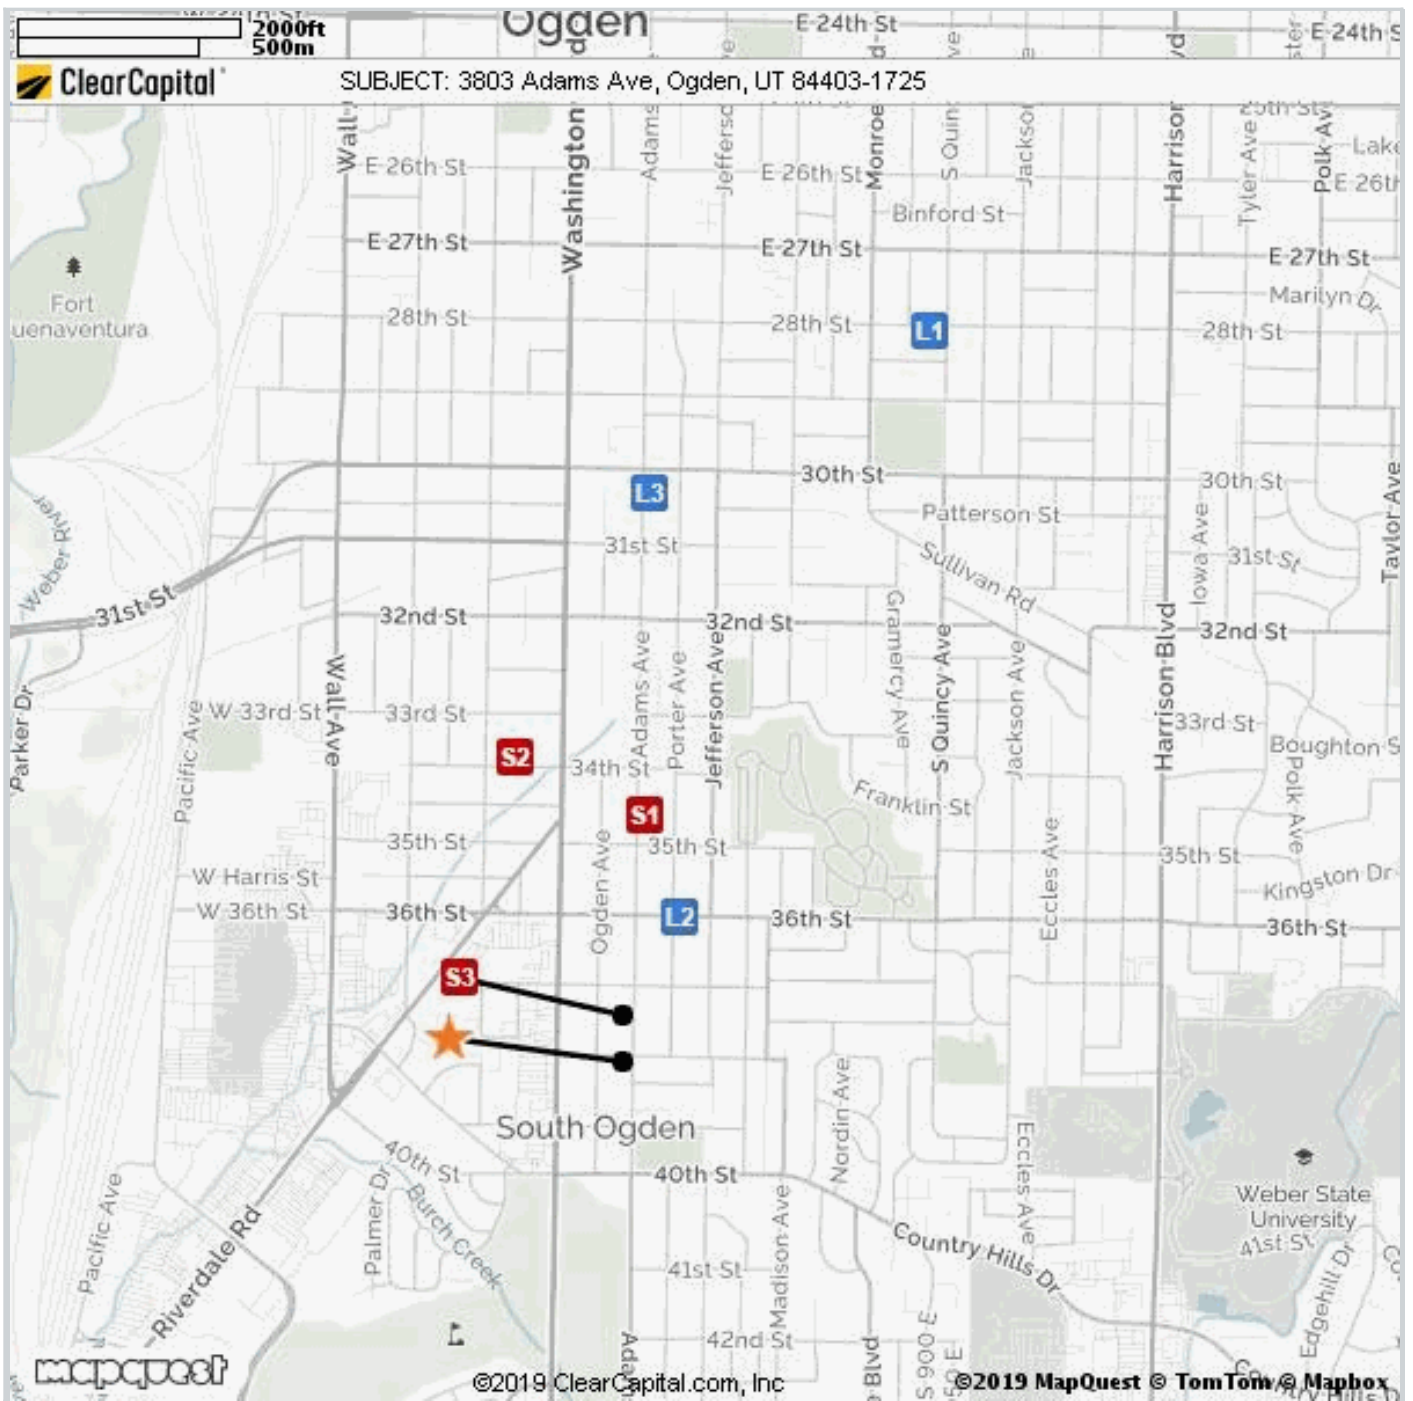 2000ft
500m
Ogden
E 24th St
ClearCapital
SUBJECT: 3803 Adams Ave, Ogden, UT 84403-1725
Wall
Washington
Adams
Monroe
Jackson
Harrison
Tyler Ave
E 26th St
E 26th St
Binford St
E 27th St
E 27th St
E 27th St
Fort
uenaventura
Marilyn Dr
28th St
28th St
28th St
L1
30th St
30th St
L3
Patterson St
Weber River
31st St
31st St
31st St
Sullivan Rd
Iowa Ave
Taylor Ave
32nd St
32nd St
32nd St
Gramercy Ave
S Quincy Ave
Jackson Ave
Harrison Blvd
Wall Ave
Adams Ave
Porter Ave
Jefferson Ave
Parker Dr
Pacific Ave
W 33rd St
33rd St
33rd St
Boughton S
S2
34th St
S1
Franklin St
Polk Ave
35th St
35th St
35th St
Ogden Ave
Eccles Ave
W Harris St
Kingston Dr
W 36th St
36th St
L2
36th St
36th St
S3
South Ogden
Nordin Ave
40th St
40th St
Palmer Dr
Burch Creek
Pacific Ave
Riverdale Rd
Madison Ave
Eccles Ave
Weber State
University
41st St
41st St
Country Hills Dr
Edgehill Dr
42nd St
S 900 E
mapquest
©2019 ClearCapital.com, Inc
©2019 MapQuest © TomTom © Mapbox